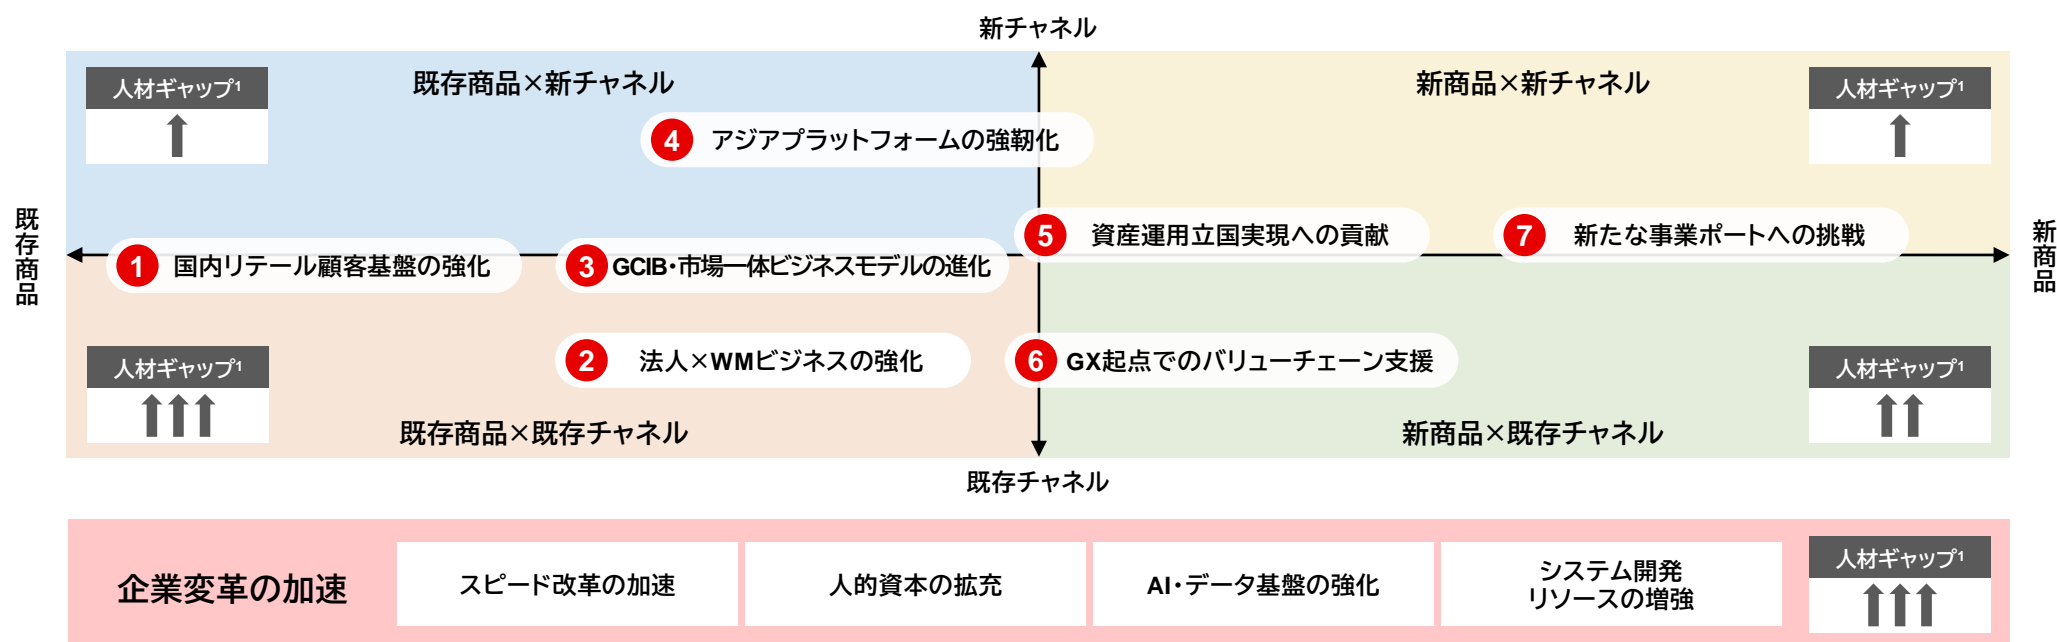 新チャネル
人材ギャップ1
既存商品×新チャネル
新商品×新チャネル
人材ギャップ1
4 アジアプラットフォームの強靭化
既存商品
新商品
5 資産運用立国実現への貢献
7 新たな事業ポートへの挑戦
1 国内リテール顧客基盤の強化
3 GCIB・市場一体ビジネスモデルの進化
2 法人×WMビジネスの強化
6 GX起点でのバリューチェーン支援
人材ギャップ1
人材ギャップ1
既存商品×既存チャネル
新商品×既存チャネル
既存チャネル
企業変革の加速
スピード改革の加速
人的資本の拡充
AI・データ基盤の強化
システム開発
リソースの増強
人材ギャップ1